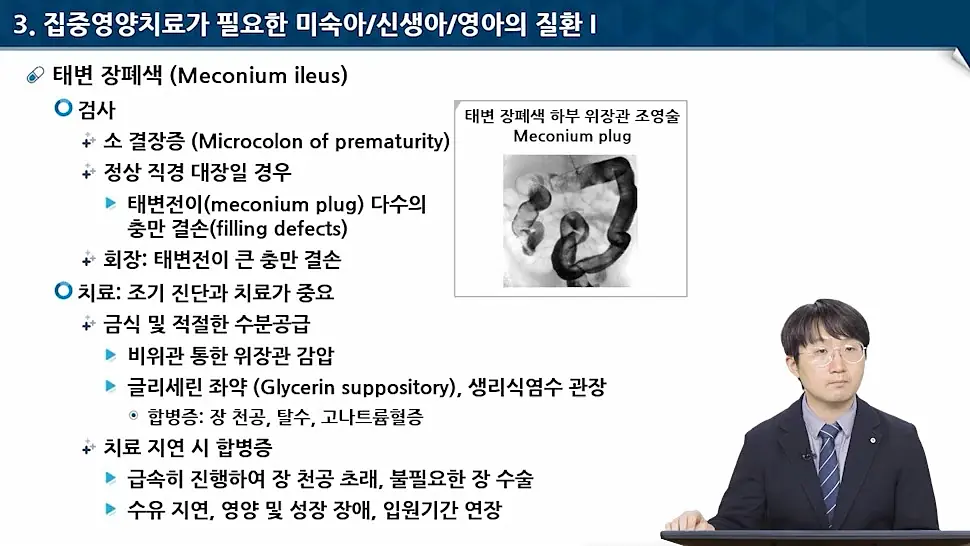 3. 집중영양치료가 필요한 미숙아/신생아/영아의 질환 I
태변 장폐색 (Meconium ileus)
검사
소 결장증 (Microcolon of prematurity)
정상 직경 대장일 경우
태변전이(meconium plug) 다수의
충만 결손(filling defects)
회장: 태변전이 큰 충만 결손
태변 장폐색 하부 위장관 조영술
Meconium plug
치료: 조기 진단과 치료가 중요
금식 및 적절한 수분공급
비위관 통한 위장관 감압
글리세린 좌약 (Glycerin suppository), 생리식염수 관장
합병증: 장 천공, 탈수, 고나트륨혈증
치료 지연 시 합병증
급속히 진행하여 장 천공 초래, 불필요한 장 수술
수유 지연, 영양 및 성장 장애, 입원기간 연장